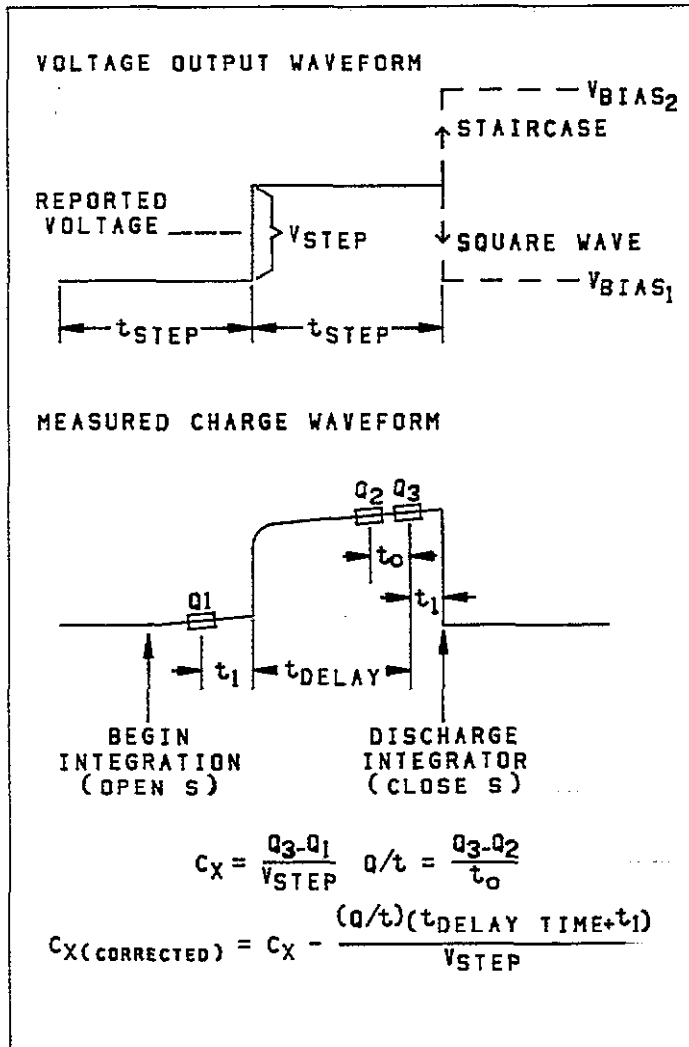 VOLTAGE OUTPUT WAVEFORM
VBIAS2
STAIRCASE
REPORTED
VOLTAGE
VSTEP
SQUARE WAVE
VBIAS1
tSTEP
tSTEP
MEASURED CHARGE WAVEFORM
Q2 Q3
to
Q1
t1
t1
tDELAY
BEGIN
INTEGRATION
(OPEN S)
DISCHARGE
INTEGRATOR
(CLOSE S)
CX = Q3-Q1 / VSTEP Q/t = Q3-Q2 / to
CX(CORRECTED) = CX - (Q/t)(tDELAY TIME+t1) / VSTEP